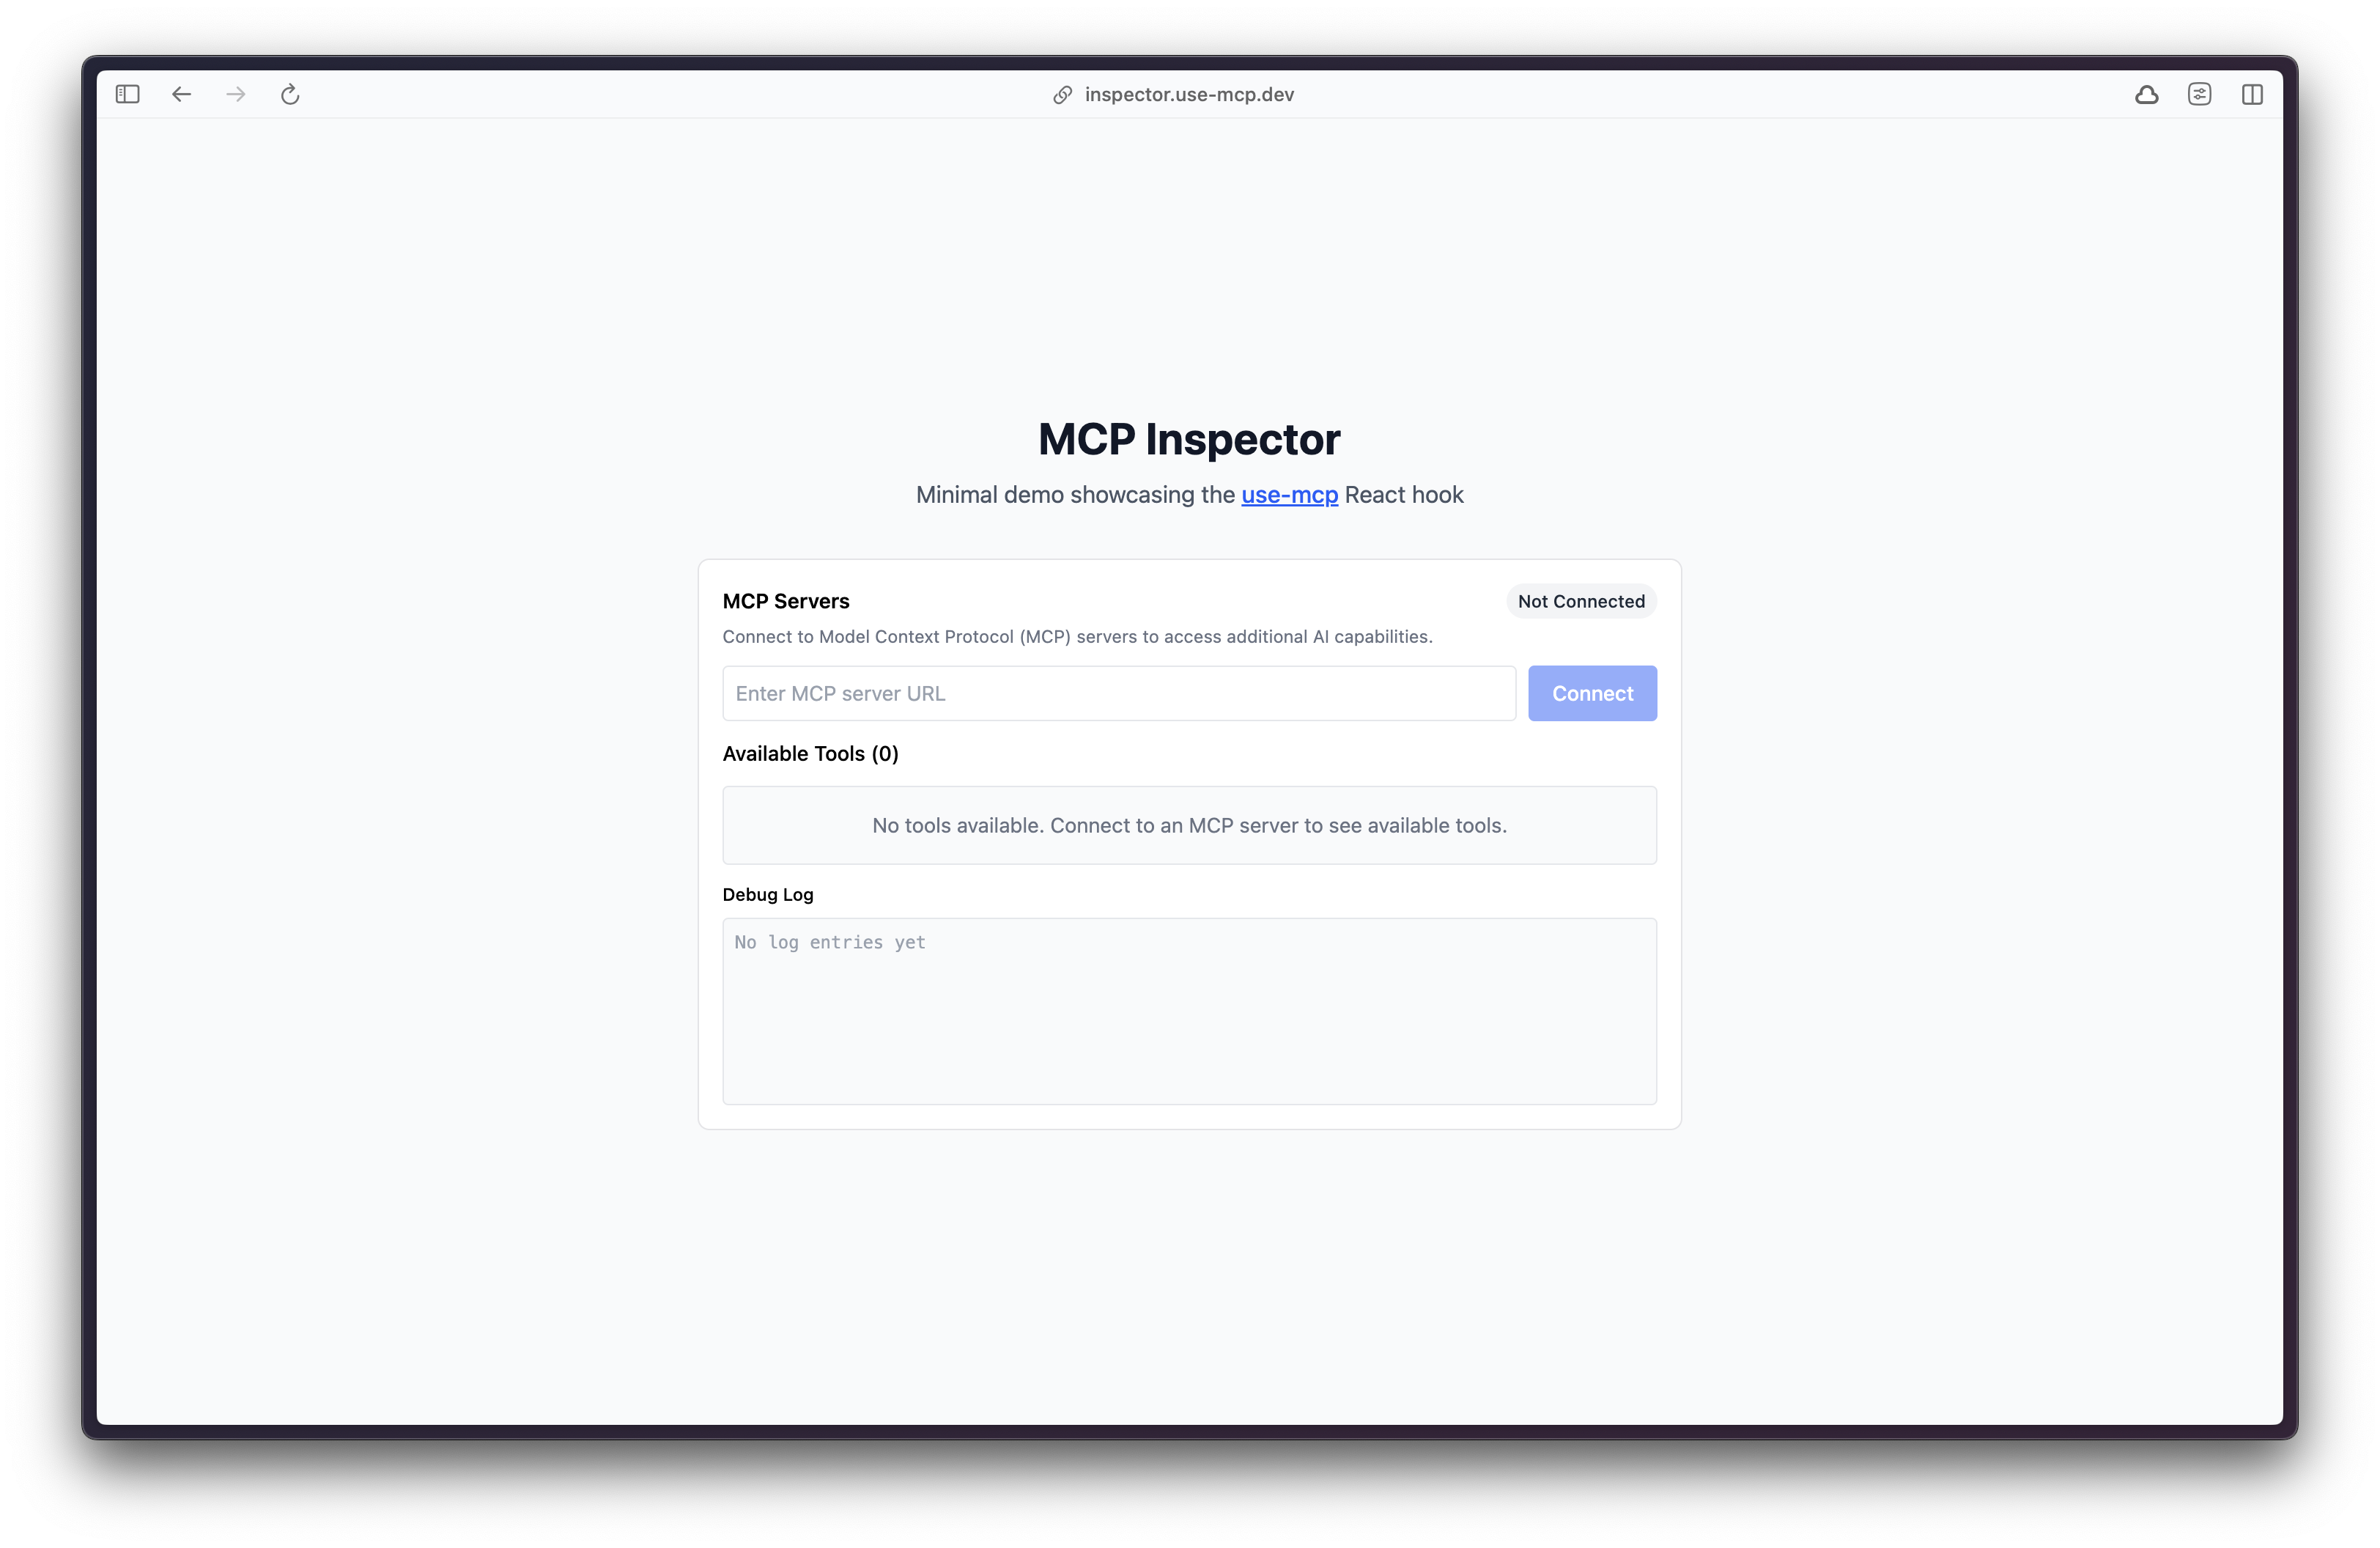 inspector.use-mcp.dev
MCP Inspector
Minimal demo showcasing the use-mcp React hook
MCP Servers
Not Connected
Connect to Model Context Protocol (MCP) servers to access additional AI capabilities.
Enter MCP server URL
Connect
Available Tools (0)
No tools available. Connect to an MCP server to see available tools.
Debug Log
No log entries yet